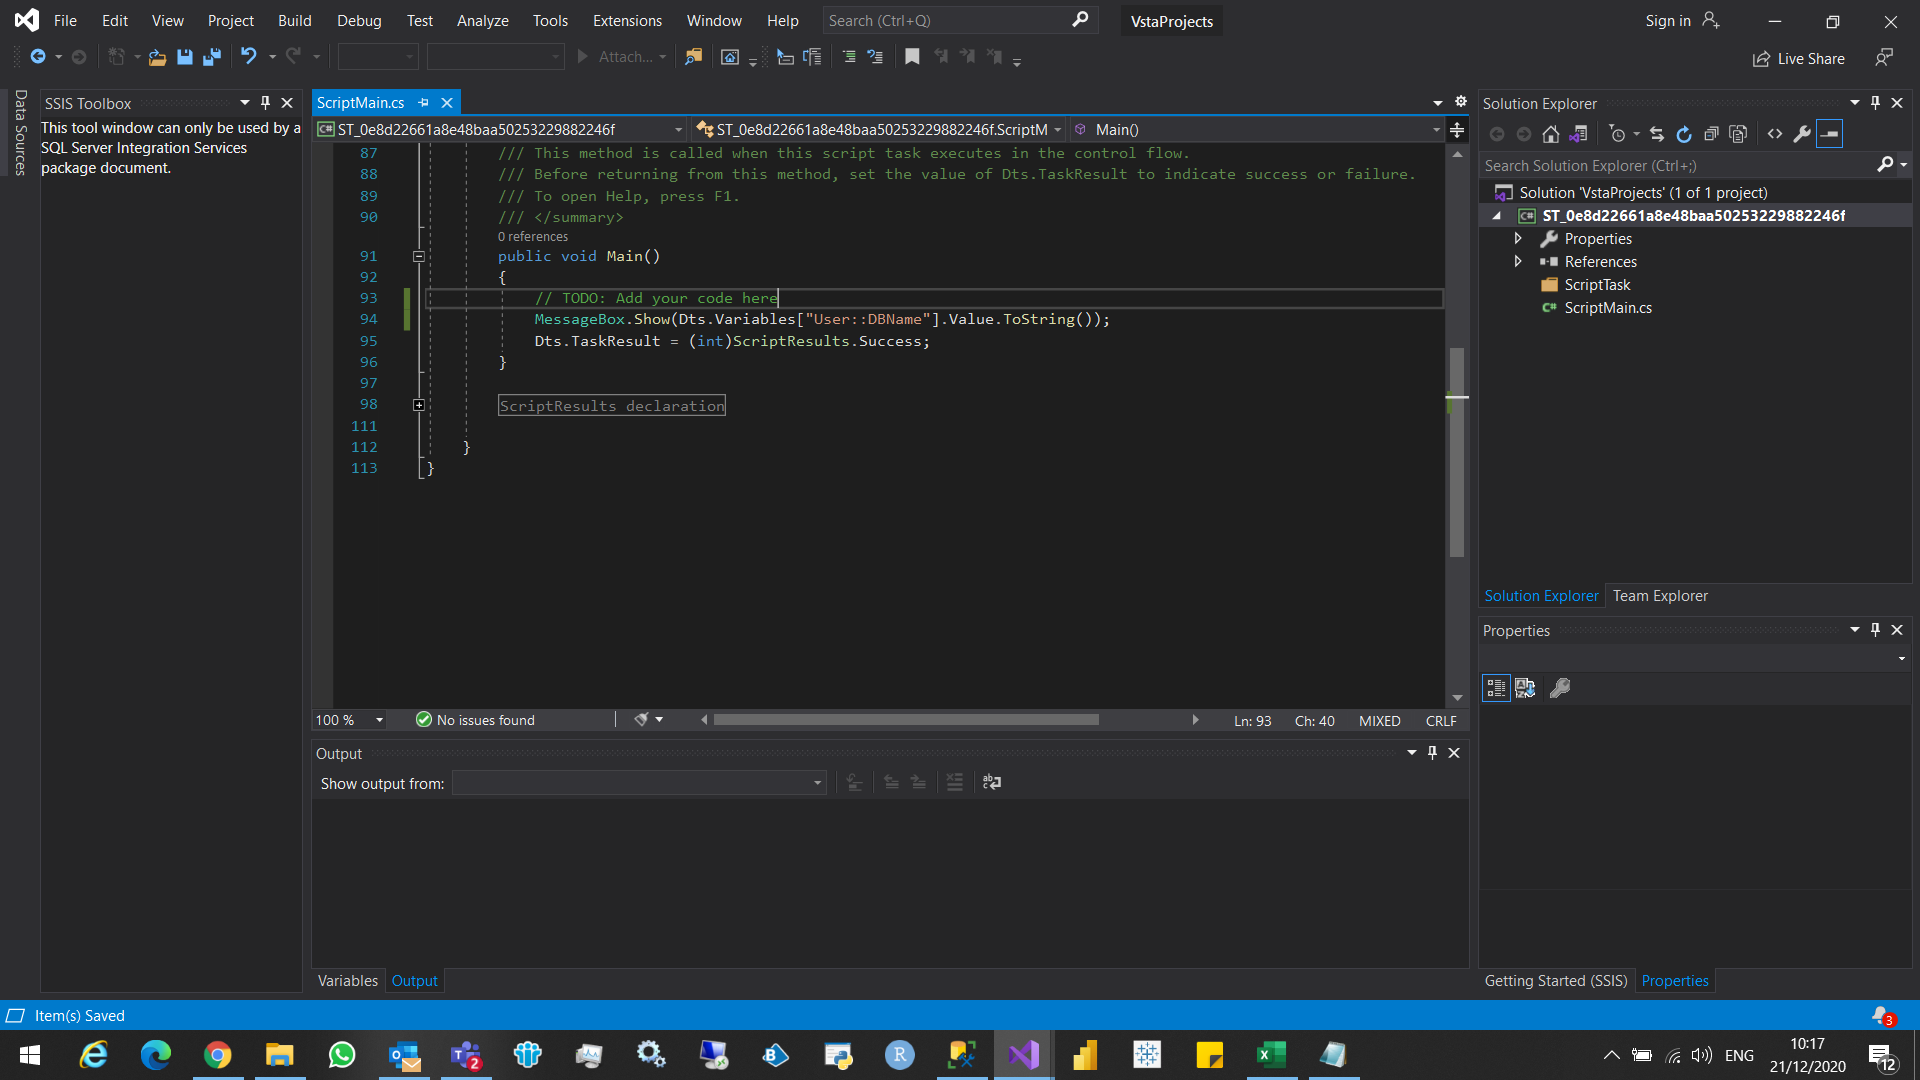 File Edit View Project Build Debug Test Analyze Tools Extensions Window Help Search (Ctrl+Q) VstaProjects Sign in
Attach... Live Share
Data Sources
SSIS Toolbox
This tool window can only be used by a
SQL Server Integration Services
package document.
ScriptMain.cs
C# ST_0e8d22661a8e48baa50253229882246f ST_0e8d22661a8e48baa50253229882246f.ScriptM Main()
87 /// This method is called when this script task executes in the control flow.
88 /// Before returning from this method, set the value of Dts.TaskResult to indicate success or failure.
89 /// To open Help, press F1.
90 /// </summary>
0 references
91 public void Main()
92 {
93 // TODO: Add your code here
94 MessageBox.Show(Dts.Variables["User::DBName"].Value.ToString());
95 Dts.TaskResult = (int)ScriptResults.Success;
96 }
97
98 ScriptResults declaration
111
112 }
113 }
100 % No issues found Ln: 93 Ch: 40 MIXED CRLF
Output
Show output from:
Variables Output
Solution Explorer
Search Solution Explorer (Ctrl+;)
Solution 'VstaProjects' (1 of 1 project)
C# ST_0e8d22661a8e48baa50253229882246f
Properties
References
ScriptTask
C# ScriptMain.cs
Solution Explorer Team Explorer
Properties
Getting Started (SSIS) Properties
Item(s) Saved 3
2 ENG 10:17
21/12/2020 12